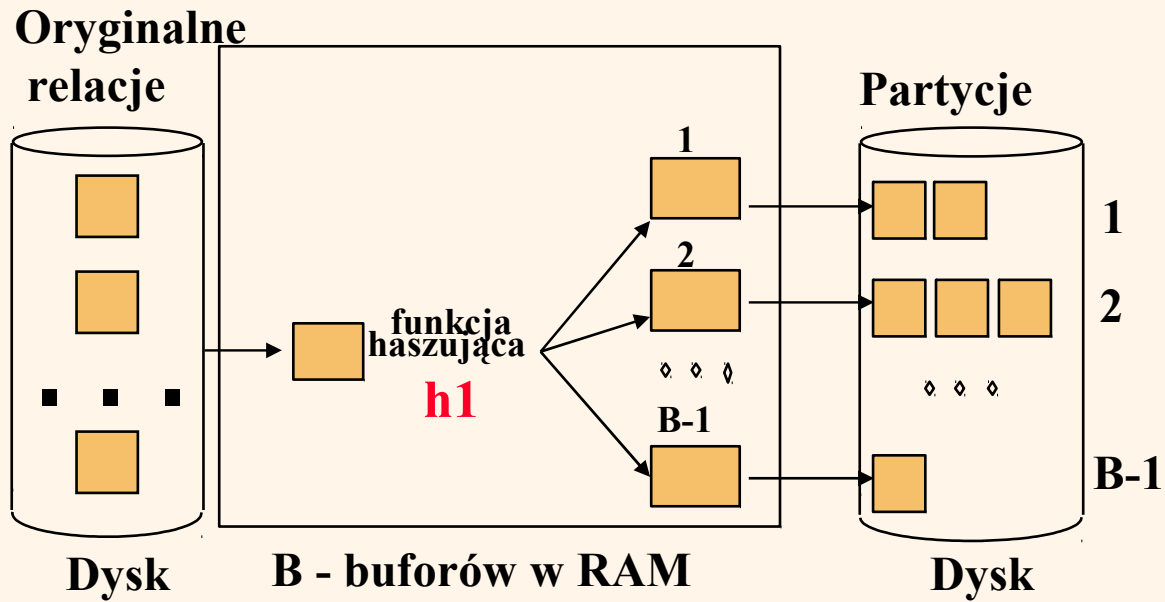 Oryginalne
relacje
Partycje
1
1
2
2
funkcja
haszująca
h1
B-1
B-1
Dysk
B - buforów w RAM
Dysk